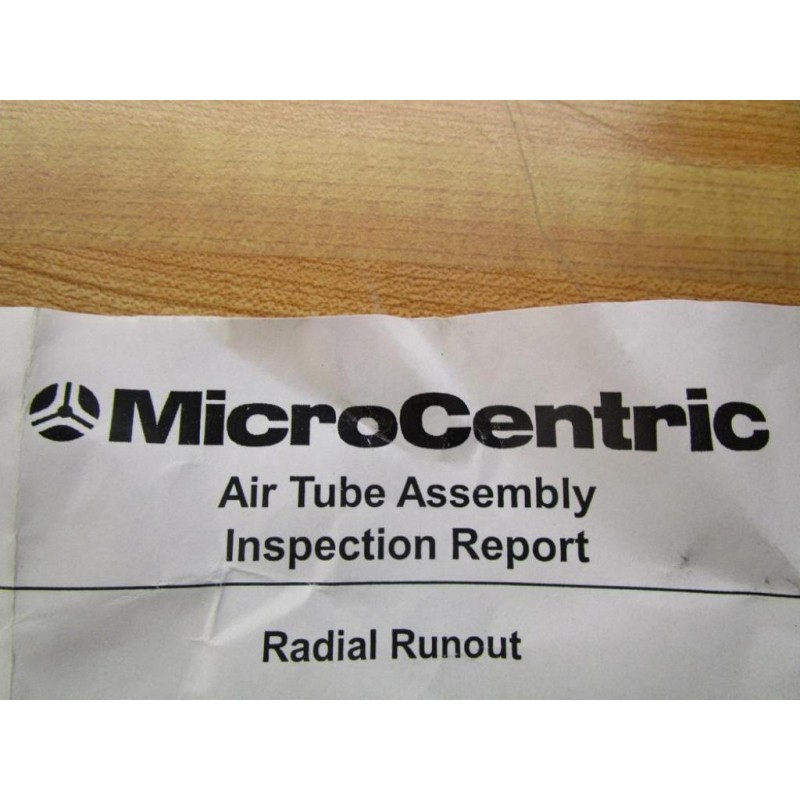 MicroCentric
Air Tube Assembly
Inspection Report
Radial Runout